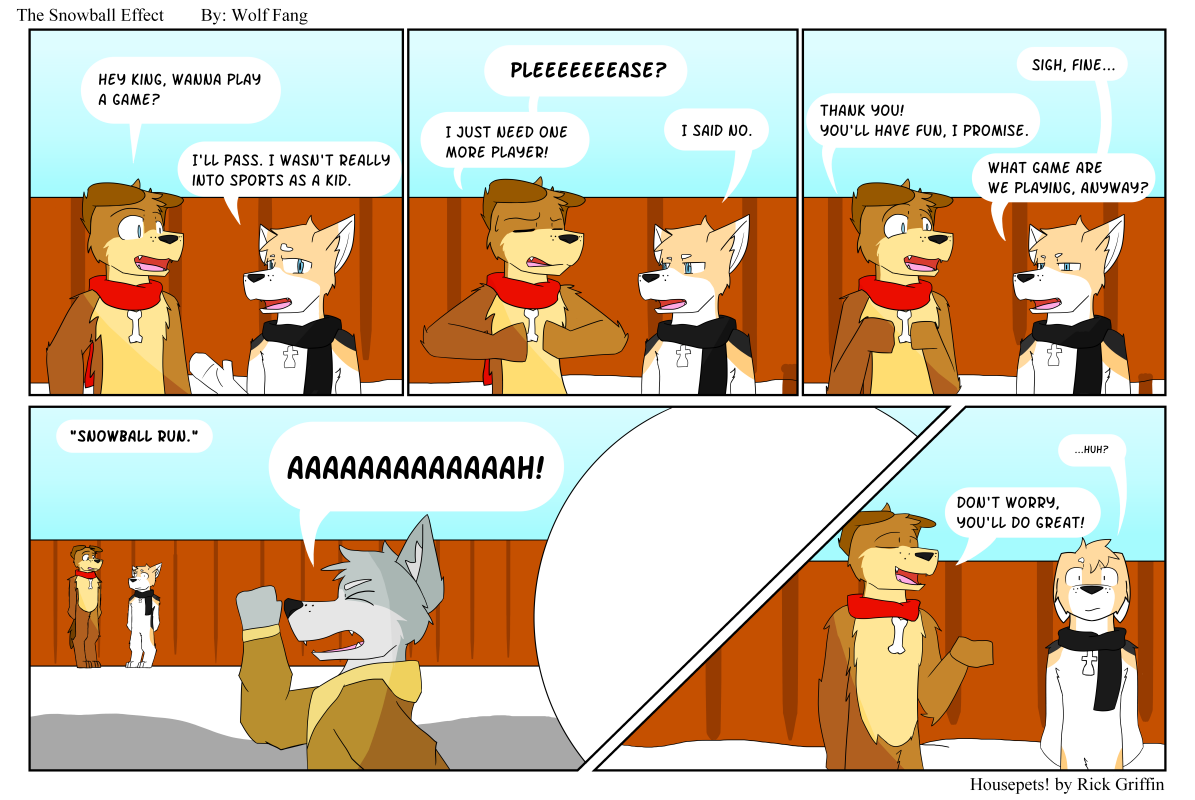 The Snowball Effect By: Wolf Fang
HEY KING, WANNA PLAY
A GAME?
I'LL PASS. I WASN'T REALLY
INTO SPORTS AS A KID.
PLEEEEEEEASE?
I JUST NEED ONE
MORE PLAYER!
I SAID NO.
THANK YOU!
YOU'LL HAVE FUN, I PROMISE.
SIGH, FINE...
WHAT GAME ARE
WE PLAYING, ANYWAY?
"SNOWBALL RUN."
AAAAAAAAAAAAAH!
DON'T WORRY,
YOU'LL DO GREAT!
...HUH?
Housepets! by Rick Griffin